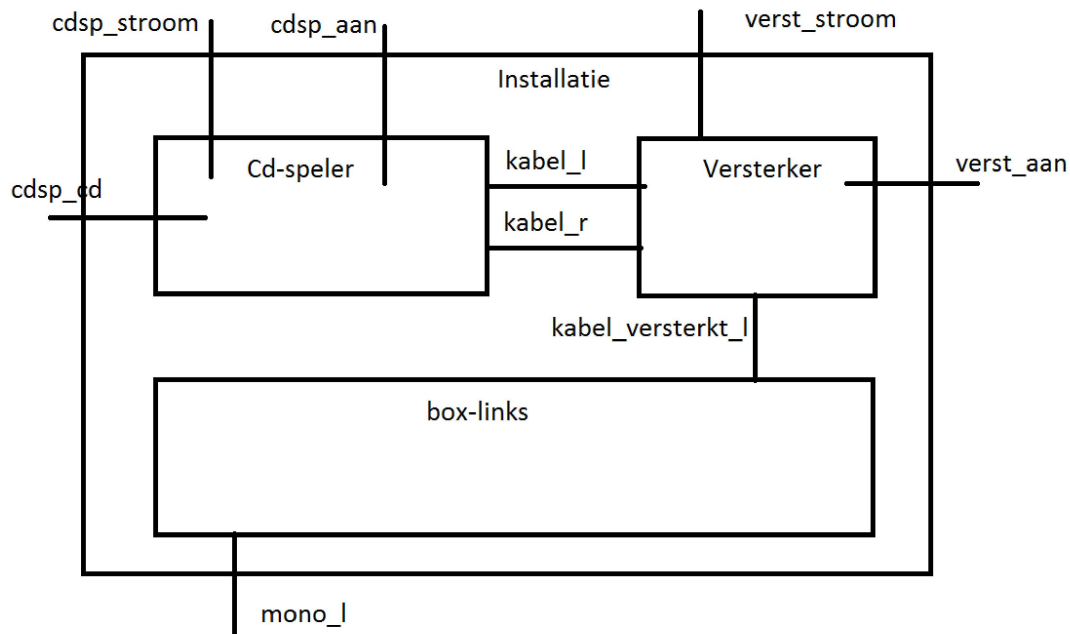 cdsp_stroom
cdsp_aan
verst_stroom
Installatie
Cd-speler
kabel_l
Versterker
verst_aan
cdsp_cd
kabel_r
kabel_versterkt_l
box-links
mono_l